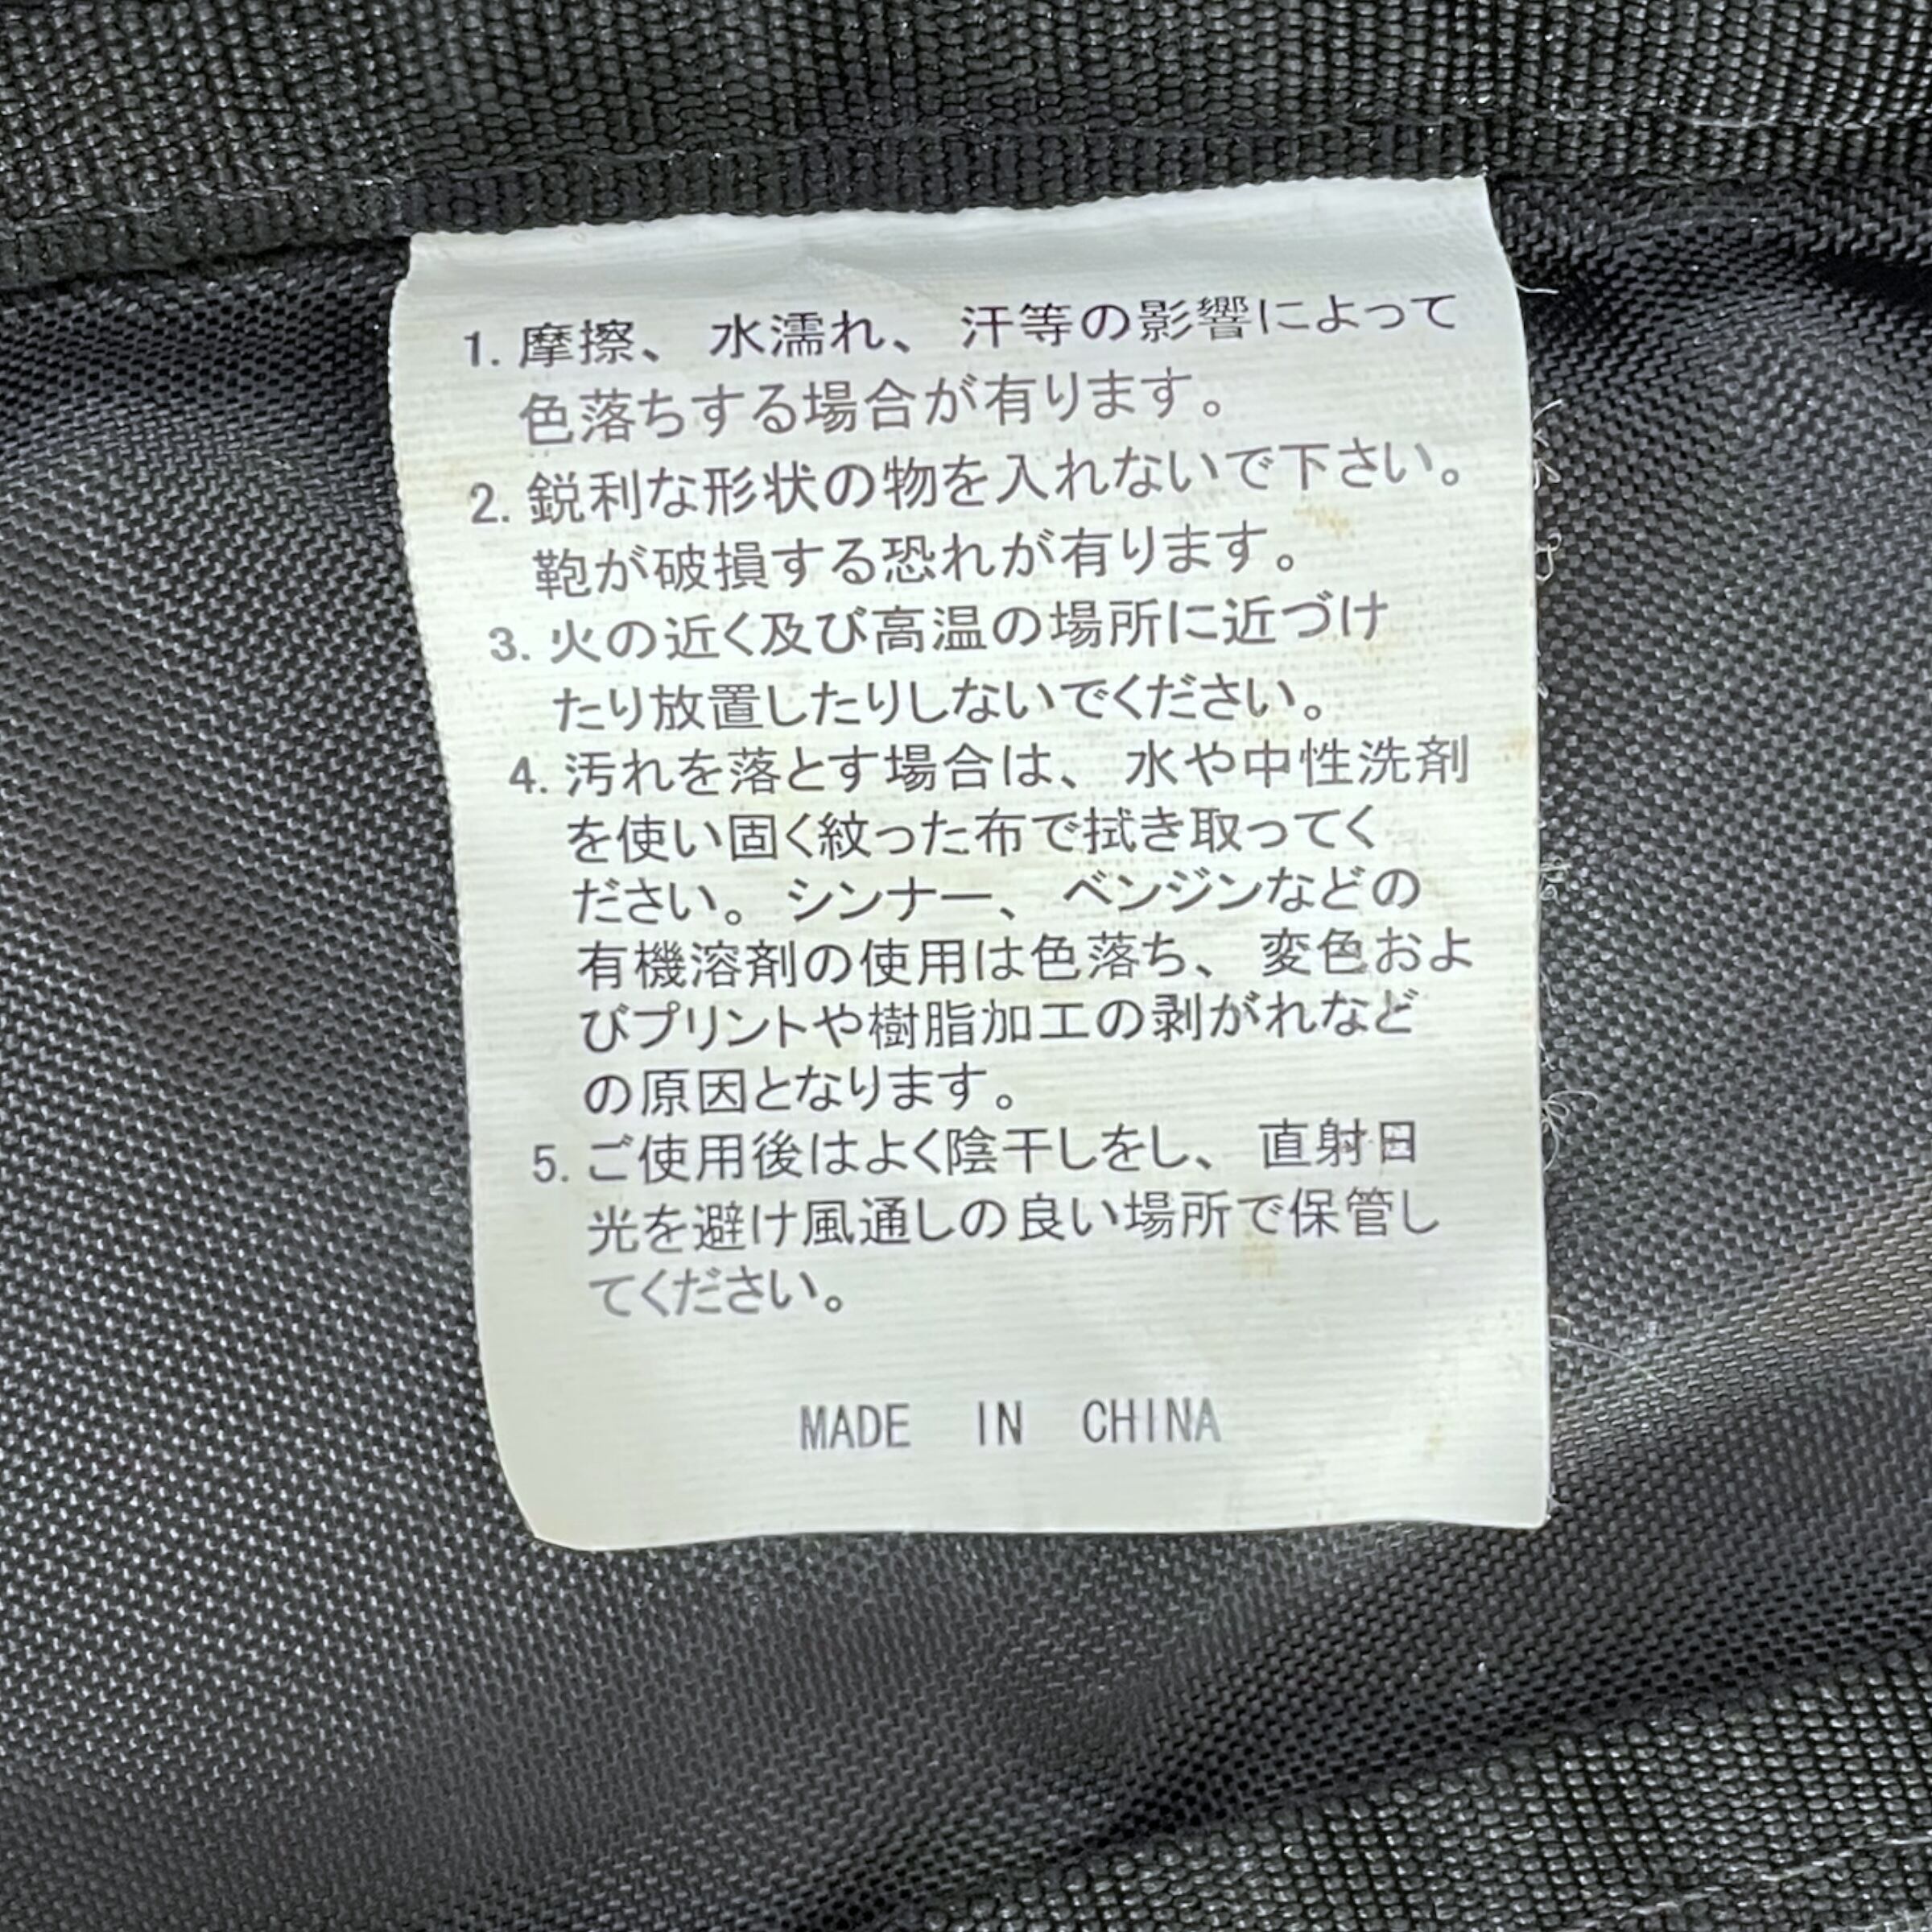 1. 摩擦、 水濡れ、 汗等の影響によって
色落ちする場合が有ります。
2. 鋭利な形状の物を入れないで下さい。
鞄が破損する恐れが有ります。
3. 火の近く及び高温の場所に近づけ
たり放置したりしないでください。
4. 汚れを落とす場合は、 水や中性洗剤
を使い固く紋った布で拭き取ってく
ださい。 シンナー、 ベンジンなどの
有機溶剤の使用は色落ち、 変色およ
びプリントや樹脂加工の剥がれなど
の原因となります。
5. ご使用後はよく陰干しをし、 直射日
光を避け風通しの良い場所で保管し
てください。
MADE IN CHINA